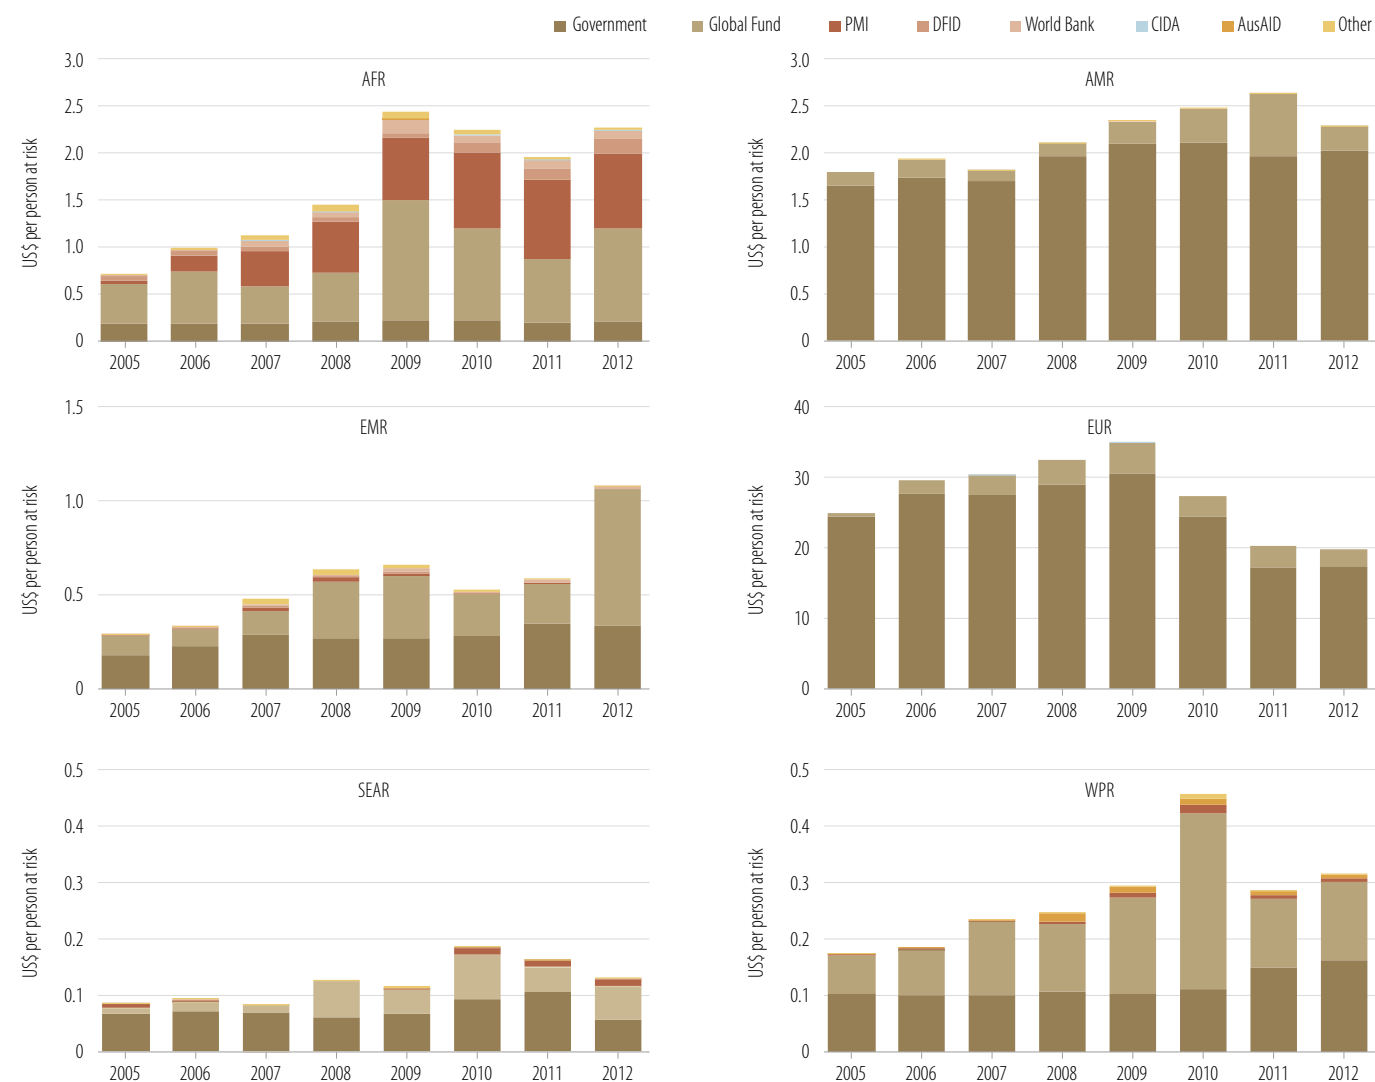 Government Global Fund PMI DFID World Bank CIDA AusAID Other
AFR
US$ per person at risk
3.0
2.5
2.0
1.5
1.0
0.5
0
2005 2006 2007 2008 2009 2010 2011 2012
AMR
US$ per person at risk
3.0
2.5
2.0
1.5
1.0
0.5
0
2005 2006 2007 2008 2009 2010 2011 2012
EMR
US$ per person at risk
1.5
1.0
0.5
0
2005 2006 2007 2008 2009 2010 2011 2012
EUR
US$ per person at risk
40
30
20
10
0
2005 2006 2007 2008 2009 2010 2011 2012
SEAR
US$ per person at risk
0.5
0.4
0.3
0.2
0.1
0
2005 2006 2007 2008 2009 2010 2011 2012
WPR
US$ per person at risk
0.5
0.4
0.3
0.2
0.1
0
2005 2006 2007 2008 2009 2010 2011 2012